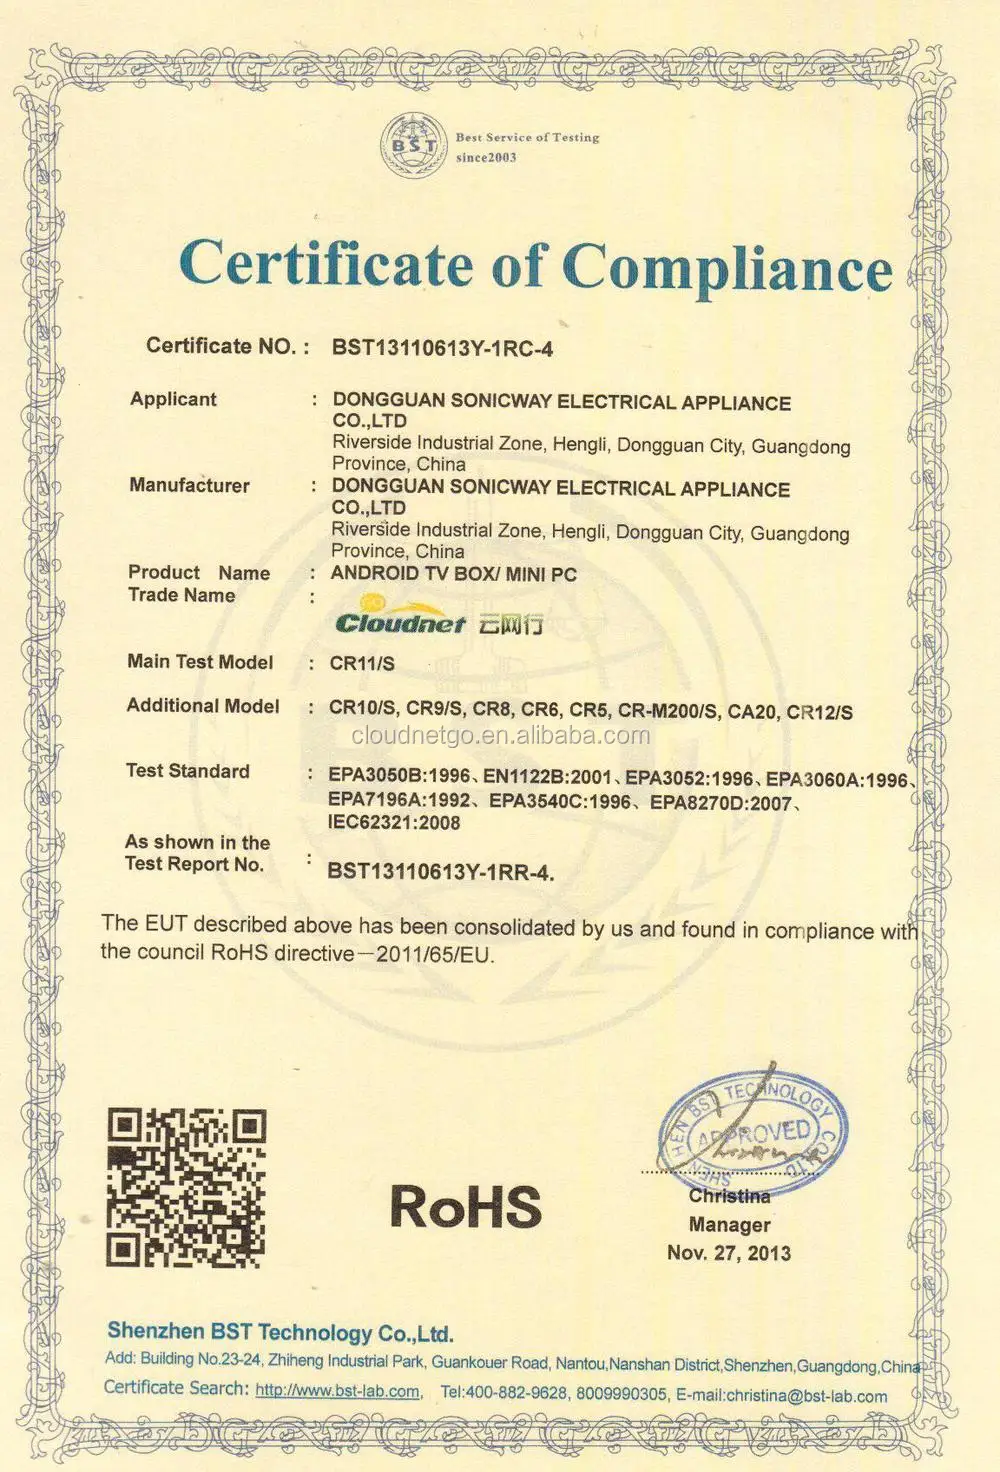 BST
Best Service of Testing
since2003
Certificate of Compliance
Certificate NO. : BST13110613Y-1RC-4
Applicant : DONGGUAN SONICWAY ELECTRICAL APPLIANCE
CO.,LTD
Riverside Industrial Zone, Hengli, Dongguan City, Guangdong
Province, China
Manufacturer : DONGGUAN SONICWAY ELECTRICAL APPLIANCE
CO.,LTD
Riverside Industrial Zone, Hengli, Dongguan City, Guangdong
Province, China
Product Name : ANDROID TV BOX/ MINI PC
Trade Name :
Cloudnet 云网行
Main Test Model : CR11/S
Additional Model : CR10/S, CR9/S, CR8, CR6, CR5, CR-M200/S, CA20, CR12/S
cloudnetgo.en.alibaba.com
Test Standard : EPA3050B:1996、EN1122B:2001、EPA3052:1996、EPA3060A:1996、
EPA7196A:1992、EPA3540C:1996、EPA8270D:2007、
IEC62321:2008
As shown in the
Test Report No. : BST13110613Y-1RR-4.
The EUT described above has been consolidated by us and found in compliance with
the council RoHS directive—2011/65/EU.
SHENZHEN BST TECHNOLOGY CO.,LTD
APPROVED
RoHS
Christina
Manager
Nov. 27, 2013
Shenzhen BST Technology Co.,Ltd.
Add: Building No.23-24, Zhiheng Industrial Park, Guankouer Road, Nantou,Nanshan District,Shenzhen,Guangdong,China
Certificate Search: http://www.bst-lab.com, Tel:400-882-9628, 8009990305, E-mail:christina@bst-lab.com